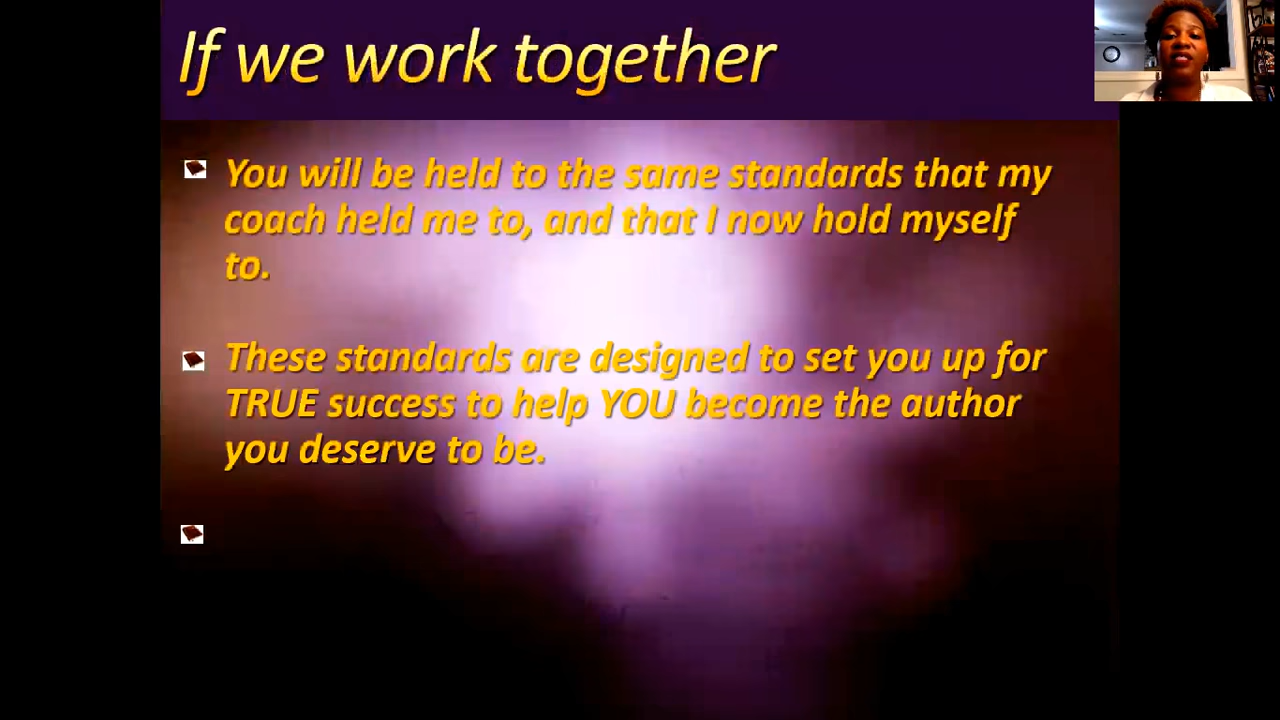 If we work together
You will be held to the same standards that my
coach held me to, and that I now hold myself
to.
These standards are designed to set you up for
TRUE success to help YOU become the author
you deserve to be.